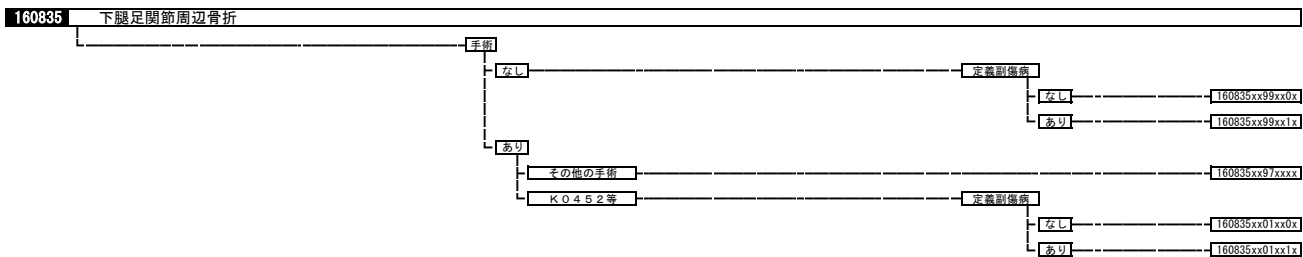 160835 下腿足関節周辺骨折
手術
なし 定義副傷病
なし 160835xx99xx0x
あり 160835xx99xx1x
あり
その他の手術 160835xx97xxxx
K0452等 定義副傷病
なし 160835xx01xx0x
あり 160835xx01xx1x